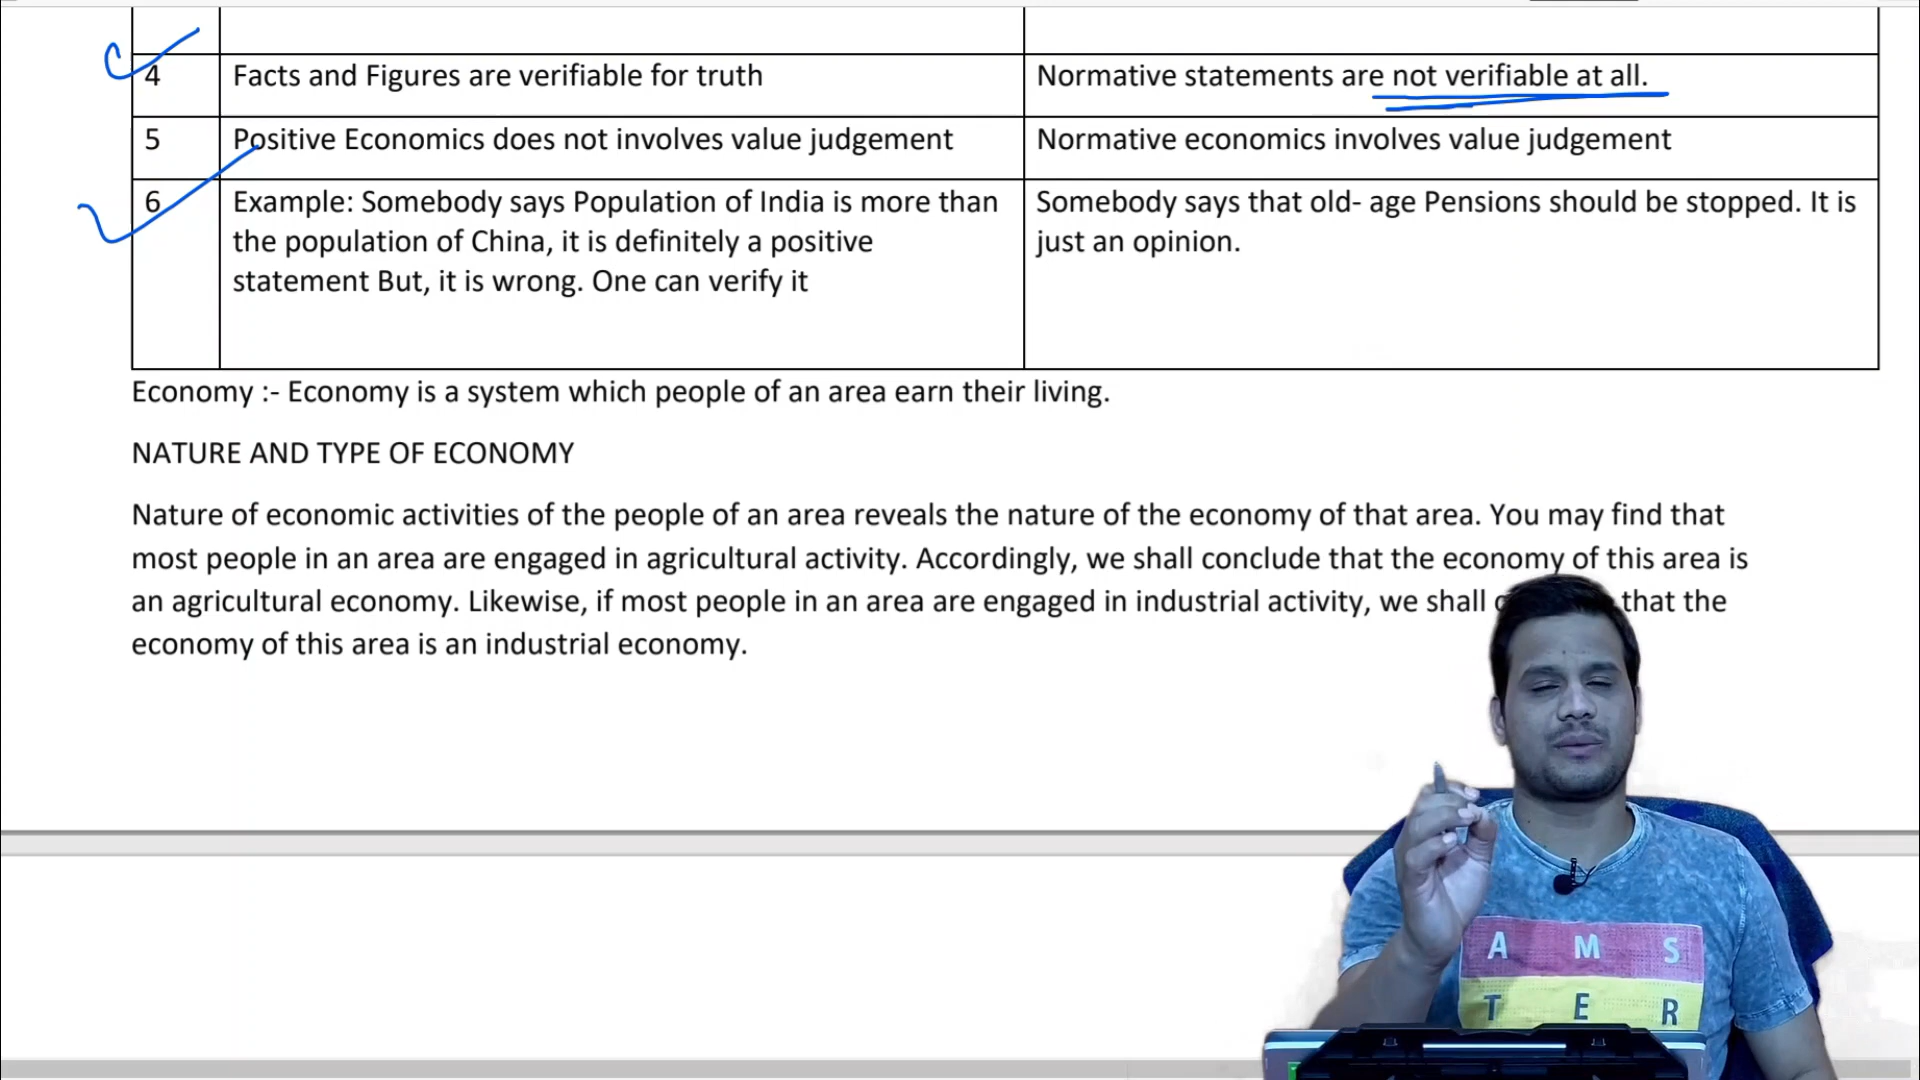 4 Facts and Figures are verifiable for truth Normative statements are not verifiable at all.
5 Positive Economics does not involves value judgement Normative economics involves value judgement
6 Example: Somebody says Population of India is more than
the population of China, it is definitely a positive
statement But, it is wrong. One can verify it
Somebody says that old- age Pensions should be stopped. It is
just an opinion.
Economy :- Economy is a system which people of an area earn their living.
NATURE AND TYPE OF ECONOMY
Nature of economic activities of the people of an area reveals the nature of the economy of that area. You may find that
most people in an area are engaged in agricultural activity. Accordingly, we shall conclude that the economy of this area is
an agricultural economy. Likewise, if most people in an area are engaged in industrial activity, we shall that the
economy of this area is an industrial economy.
A M S
T E R